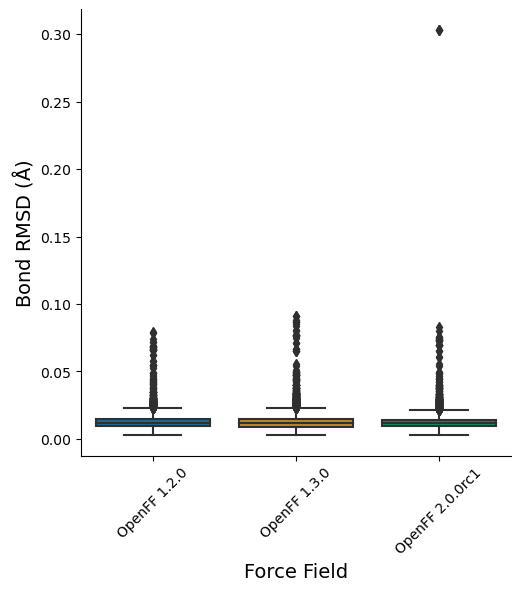 Bond RMSD (Å)
0.30
0.25
0.20
0.15
0.10
0.05
0.00
OpenFF 1.2.0
OpenFF 1.3.0
OpenFF 2.0.0rc1
Force Field